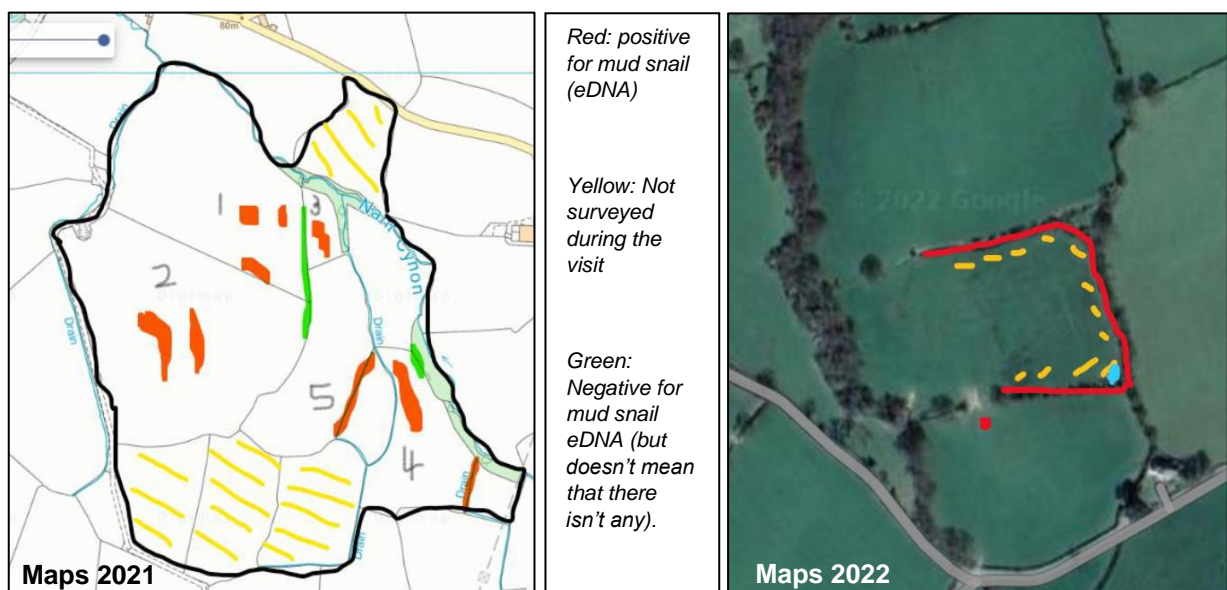 80m
Drain
1
3
Nant Cynon
2
Digimap
Drain
Drain
5
4
Drain
Drain
Maps 2021
Red: positive
for mud snail
(eDNA)
Yellow: Not
surveyed
during the
visit
Green:
Negative for
mud snail
eDNA (but
doesn’t mean
that there
isn’t any).
© 2022 Google
Maps 2022